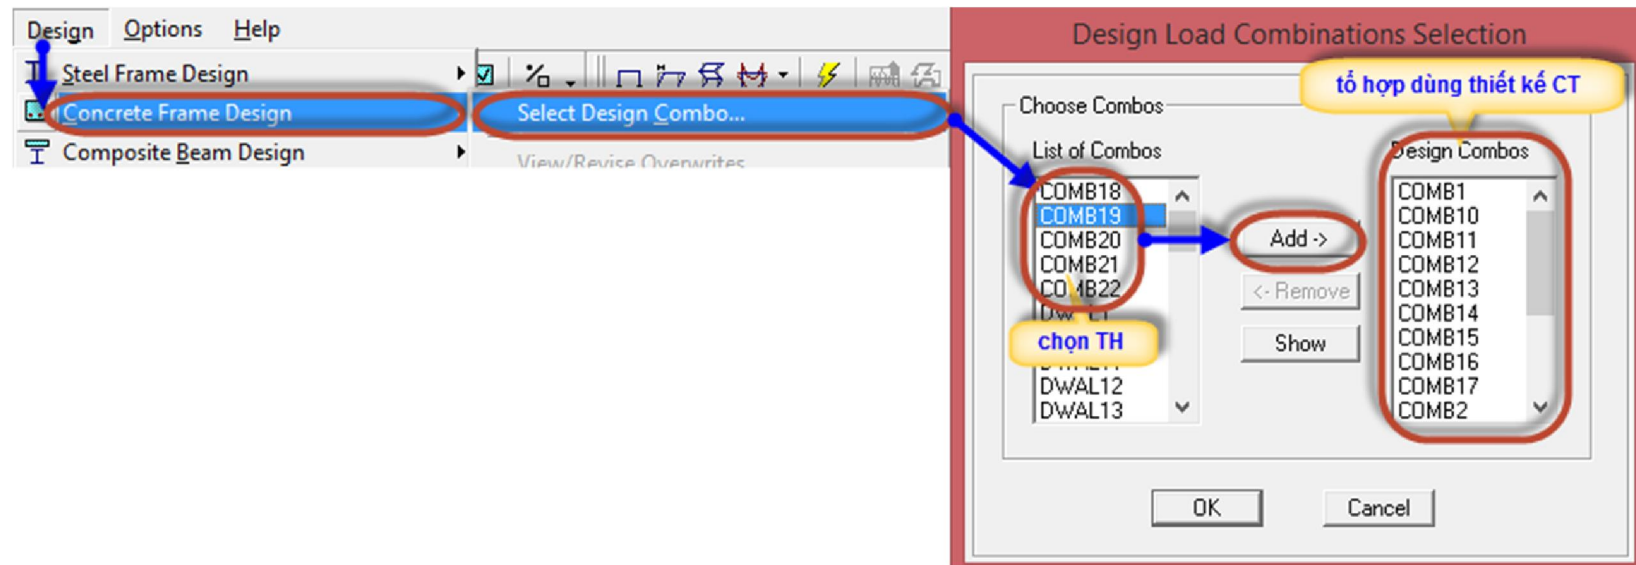 Design Options Help
Steel Frame Design
Concrete Frame Design
Select Design Combo...
Composite Beam Design
View/Revise Overwrites
Design Load Combinations Selection
tổ hợp dùng thiết kế CT
Choose Combos
List of Combos
COMB18
COMB19
COMB20
COMB21
COMB22
chọn TH
DWAL12
DWAL13
Add ->
<- Remove
Show
Design Combos
COMB1
COMB10
COMB11
COMB12
COMB13
COMB14
COMB15
COMB16
COMB17
COMB2
OK
Cancel